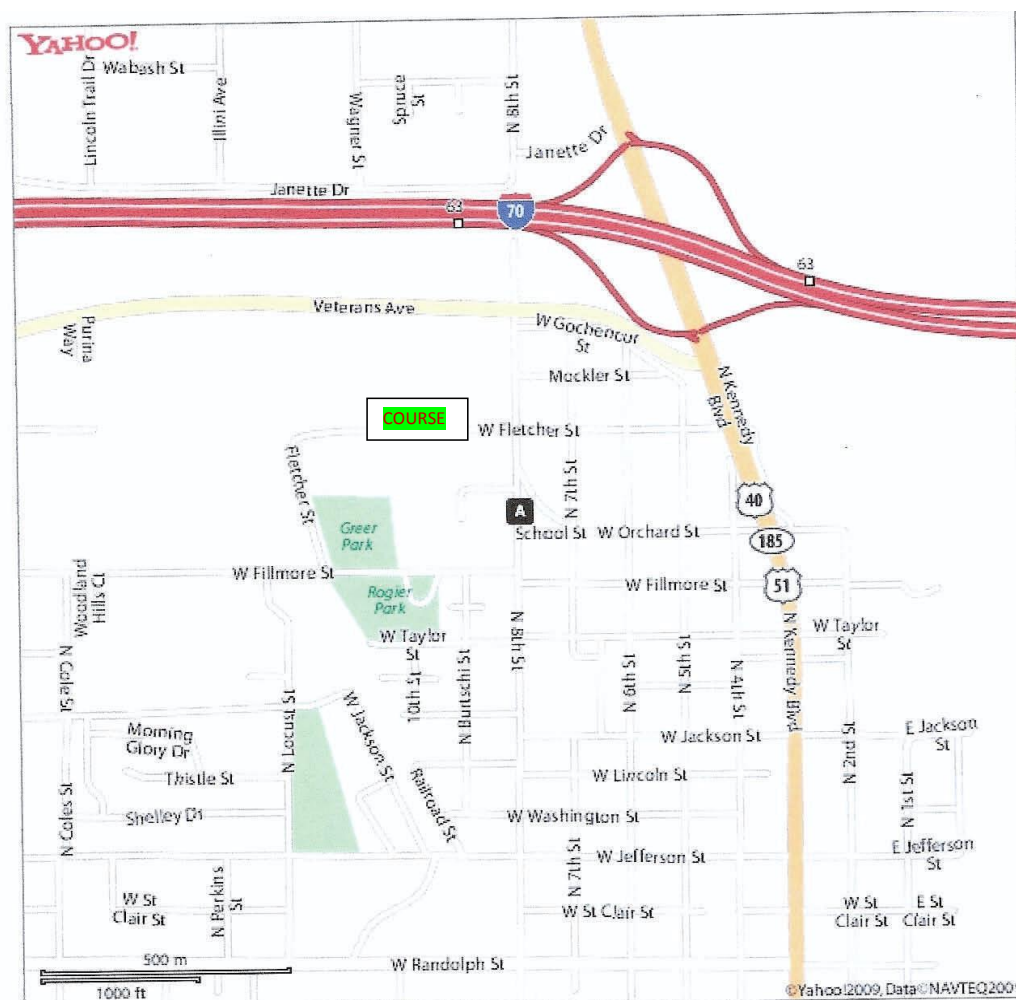 YAHOO!
Lincoln Trail Dr
Wabash St
Illini Ave
Wagner St
Spruce
St
N 8th St
Janette Dr
Janette Dr
63
70
63
Veterans Ave
Purina
Way
W Gochenour
St
Mockler St
N Kennedy
Blvd
COURSE
W Fletcher St
Fletcher St
N 7th St
40
A
Greer
Park
School St
W Orchard St
185
W Fillmore St
W Fillmore St
51
Woodland
Hills Ct
Rogier
Park
W Taylor
St
W Taylor
St
N 8th St
N Kennedy Blvd
N Cole St
10th St
N Burtschi St
N 6th St
N 5th St
N 4th St
N Locust St
W Jackson St
Morning
Glory Dr
W Jackson St
E Jackson
St
N 2nd St
Thistle St
Railroad St
W Lincoln St
N 1st St
N Coles St
Shelley Dr
W Washington St
W Jefferson St
E Jefferson
St
N 7th St
N Perkins
St
W St
Clair St
W St Clair St
W St
Clair St
E St
Clair St
500 m
W Randolph St
1000 ft
©Yahoo!2009, Data©NAVTEQ2009